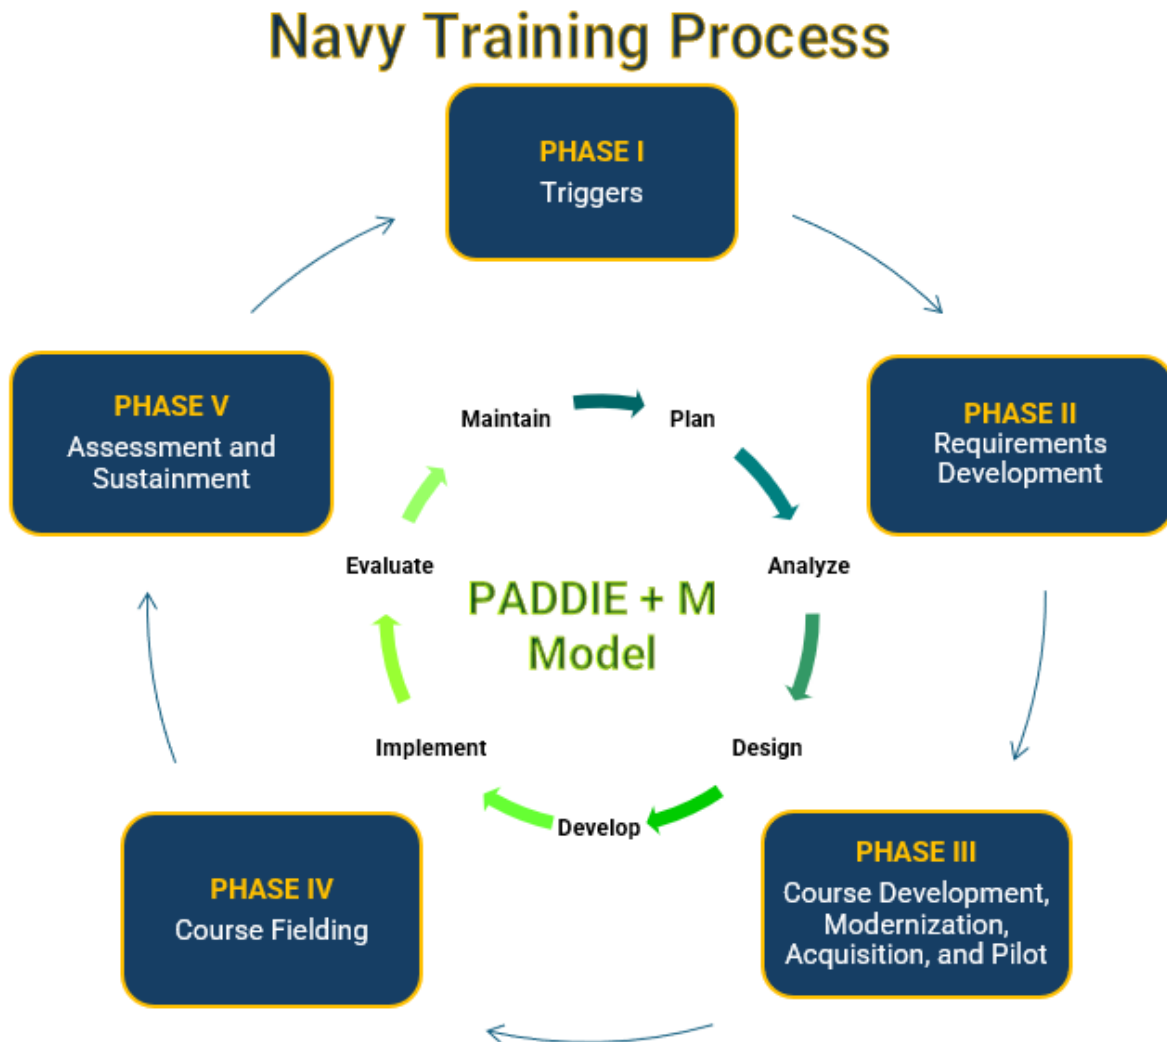 Navy Training Process
PHASE I
Triggers
PHASE II
Requirements
Development
PHASE III
Course Development,
Modernization,
Acquisition, and Pilot
PHASE IV
Course Fielding
PHASE V
Assessment and
Sustainment
Maintain
Plan
Analyze
Design
Develop
Implement
Evaluate
PADDIE + M
Model